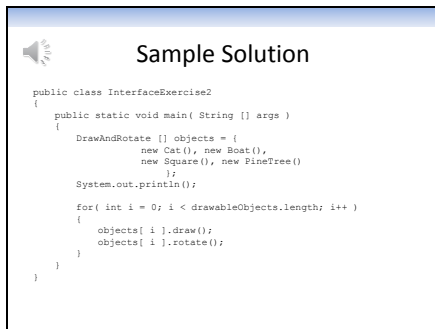 Sample Solution
public class InterfaceExercise2
{
    public static void main( String [] args )
    {
        DrawAndRotate [] objects = {
                    new Cat(), new Boat(),
                    new Square(), new PineTree()
                        };
        System.out.println();

        for( int i = 0; i < drawableObjects.length; i++ )
        {
            objects[ i ].draw();
            objects[ i ].rotate();
        }
    }
}